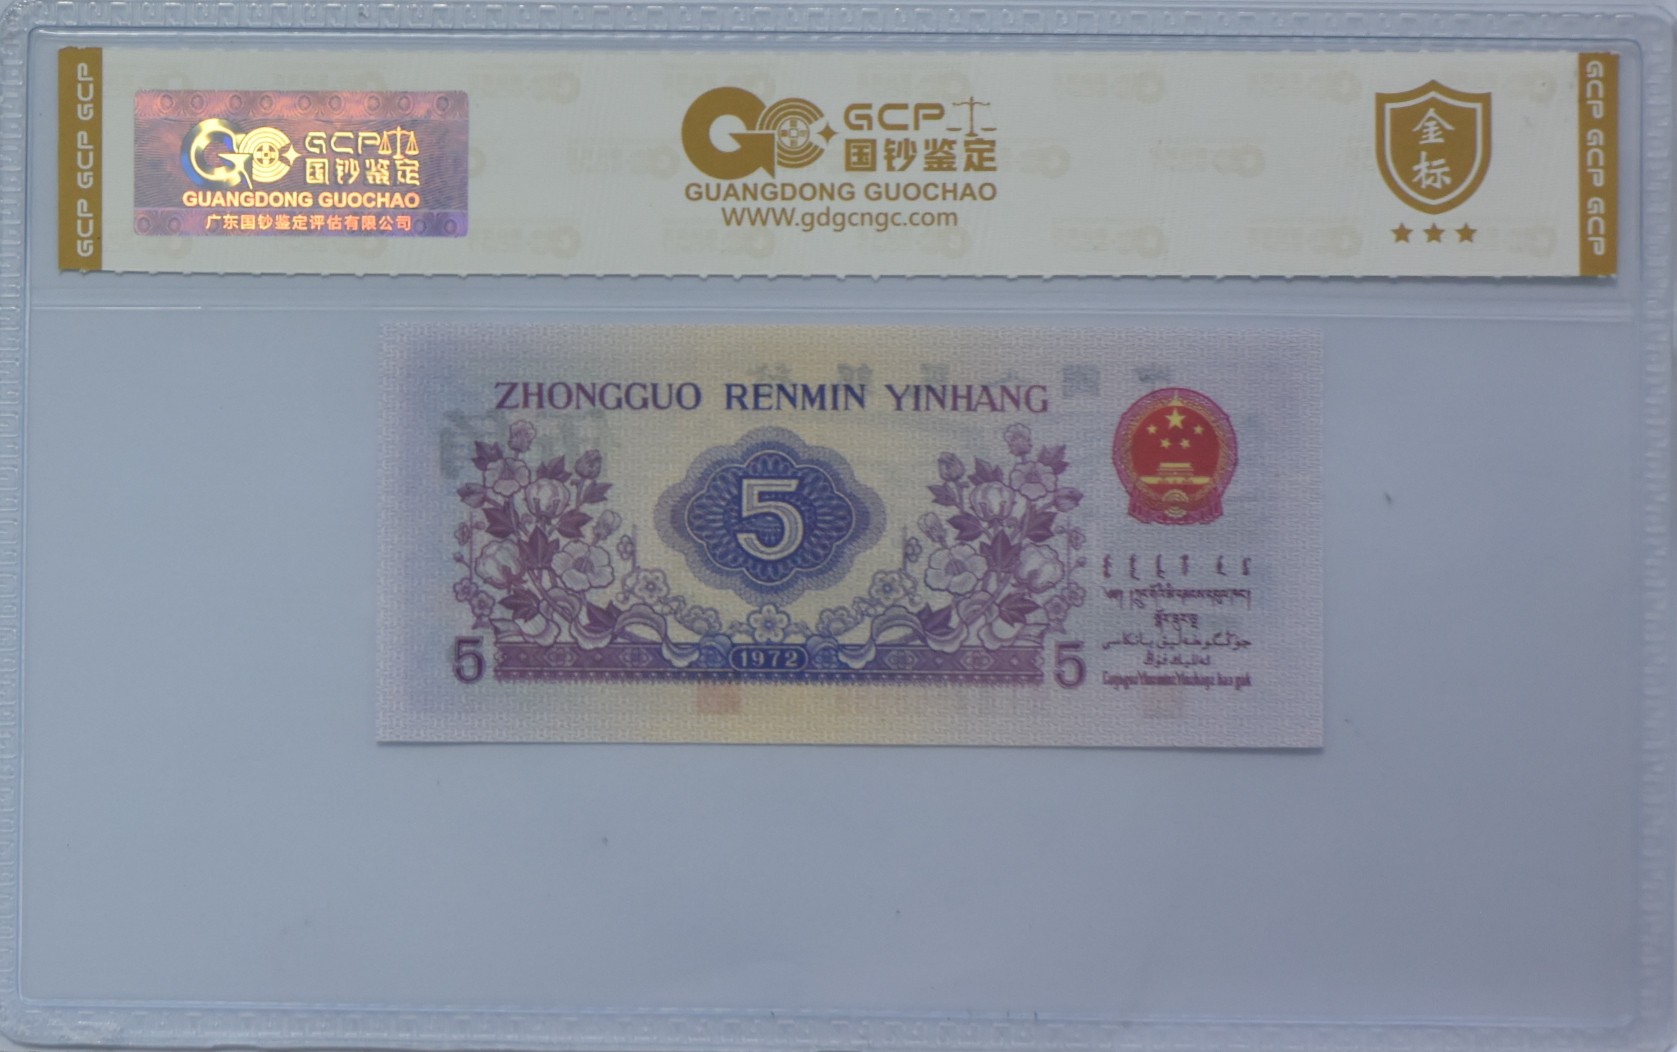 GCP GCP GCP
GCP
国钞鉴定
GUANGDONG GUOCHAO
广东国钞鉴定评估有限公司
GCP
国钞鉴定
GUANGDONG GUOCHAO
WWW.gdgcngc.com
金
标
GCP GCP GCP
ZHONGGUO RENMIN YINHANG
5
5
1972
5